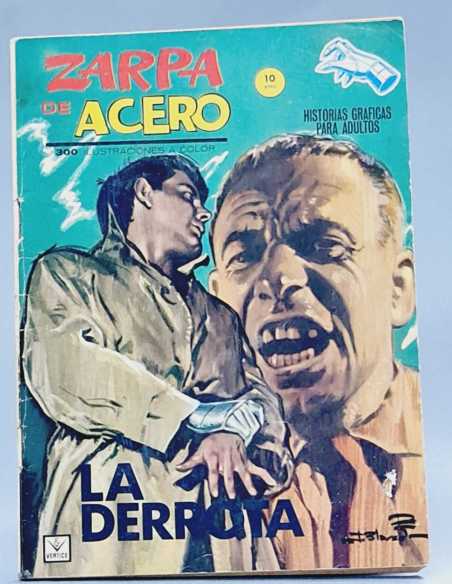 ZARPA
DE ACERO
10
PTAS
300 ILUSTRACIONES A COLOR
HISTORIAS GRAFICAS
PARA ADULTOS
LA
DERROTA
VERTICE